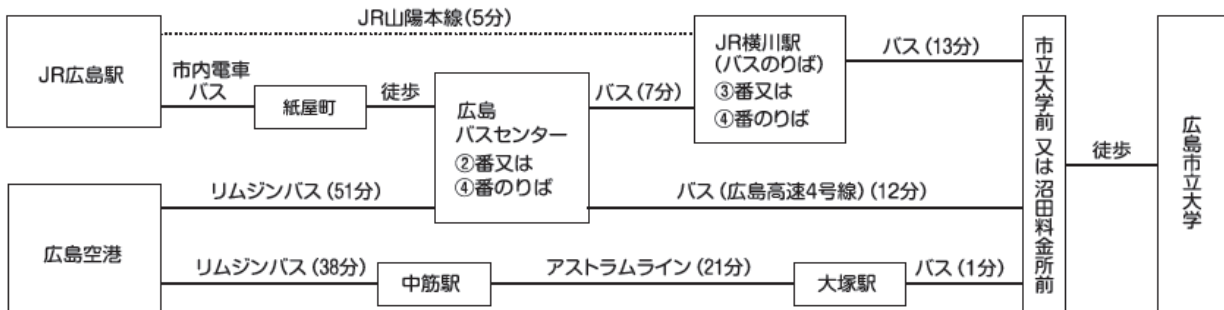 JR山陽本線(5分)
JR広島駅
市内電車
バス
紙屋町
徒歩
広島
バスセンター
②番又は
④番のりば
バス(7分)
JR横川駅
(バスのりば)
③番又は
④番のりば
バス(13分)
リムジンバス(51分)
バス(広島高速4号線)(12分)
広島空港
リムジンバス(38分)
中筋駅
アストラムライン(21分)
大塚駅
バス(1分)
市立大学前 又は 沼田料金所前
徒歩
広島市立大学